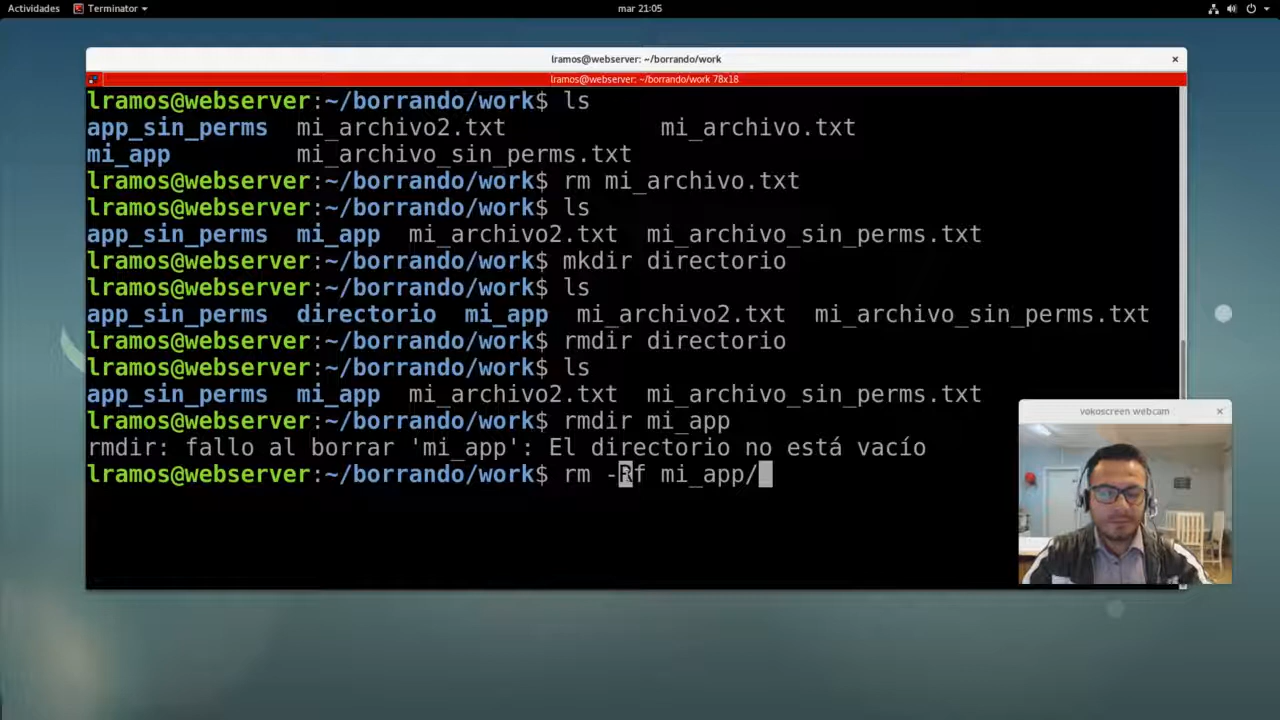 Actividades Terminator mar 21:05
lramos@webserver: ~/borrando/work
lramos@webserver: ~/borrando/work 78x18
lramos@webserver:~/borrando/work$ ls
app_sin_perms mi_archivo2.txt mi_archivo.txt
mi_app mi_archivo_sin_perms.txt
lramos@webserver:~/borrando/work$ rm mi_archivo.txt
lramos@webserver:~/borrando/work$ ls
app_sin_perms mi_app mi_archivo2.txt mi_archivo_sin_perms.txt
lramos@webserver:~/borrando/work$ mkdir directorio
lramos@webserver:~/borrando/work$ ls
app_sin_perms directorio mi_app mi_archivo2.txt mi_archivo_sin_perms.txt
lramos@webserver:~/borrando/work$ rmdir directorio
lramos@webserver:~/borrando/work$ ls
app_sin_perms mi_app mi_archivo2.txt mi_archivo_sin_perms.txt
lramos@webserver:~/borrando/work$ rmdir mi_app
rmdir: fallo al borrar 'mi_app': El directorio no está vacío
lramos@webserver:~/borrando/work$ rm -Rf mi_app/
vokoscreen webcam